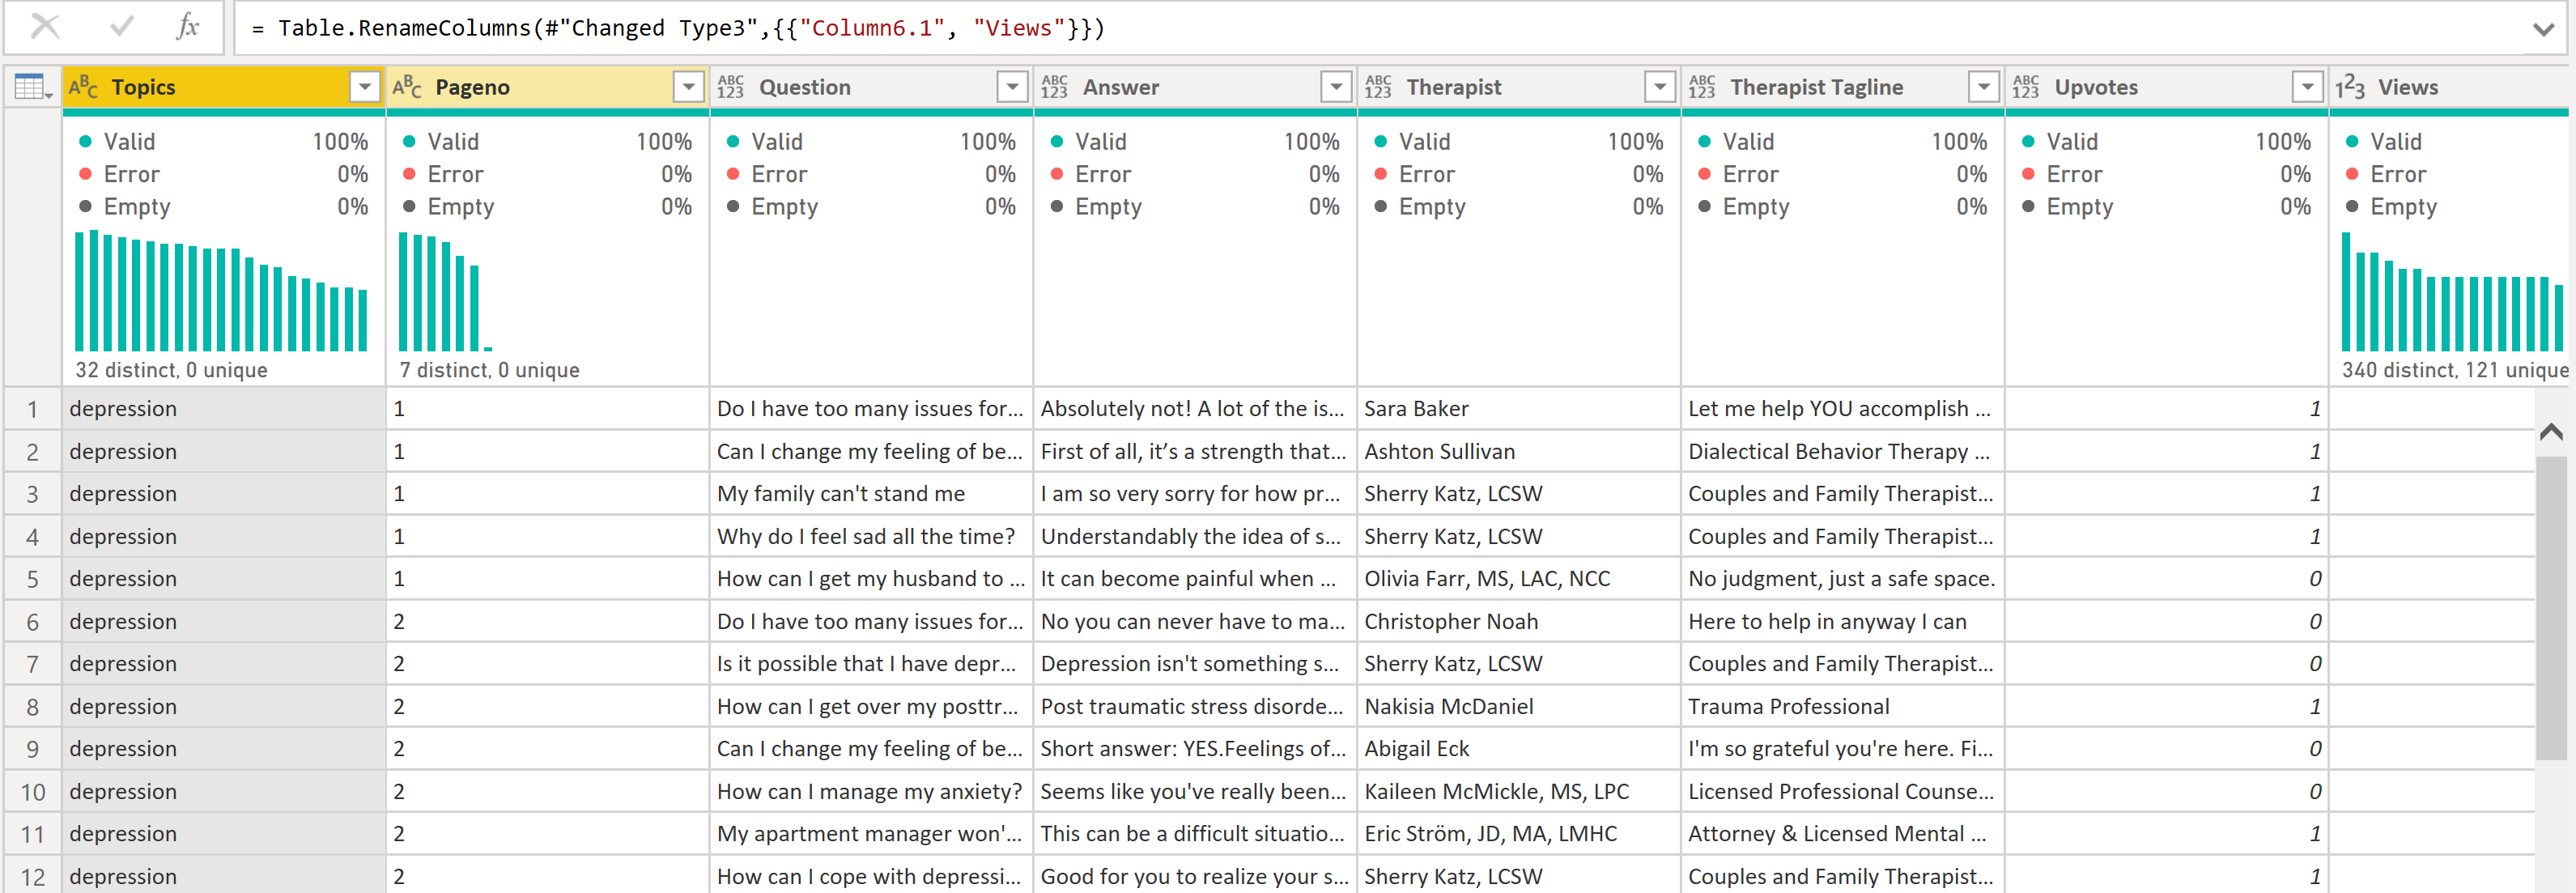 fx = Table.RenameColumns(#"Changed Type3",{{"Column6.1", "Views"}})
ABC Topics ABC Pageno ABC 123 Question ABC 123 Answer ABC 123 Therapist ABC 123 Therapist Tagline ABC 123 Upvotes 123 Views
Valid 100% Valid 100% Valid 100% Valid 100% Valid 100% Valid 100% Valid 100% Valid
Error 0% Error 0% Error 0% Error 0% Error 0% Error 0% Error 0% Error
Empty 0% Empty 0% Empty 0% Empty 0% Empty 0% Empty 0% Empty 0% Empty
32 distinct, 0 unique 7 distinct, 0 unique 340 distinct, 121 unique
1 depression 1 Do I have too many issues for... Absolutely not! A lot of the is... Sara Baker Let me help YOU accomplish ... 1
2 depression 1 Can I change my feeling of be... First of all, it’s a strength that... Ashton Sullivan Dialectical Behavior Therapy ... 1
3 depression 1 My family can't stand me I am so very sorry for how pr... Sherry Katz, LCSW Couples and Family Therapist... 1
4 depression 1 Why do I feel sad all the time? Understandably the idea of s... Sherry Katz, LCSW Couples and Family Therapist... 1
5 depression 1 How can I get my husband to ... It can become painful when ... Olivia Farr, MS, LAC, NCC No judgment, just a safe space. 0
6 depression 2 Do I have too many issues for... No you can never have to ma... Christopher Noah Here to help in anyway I can 0
7 depression 2 Is it possible that I have depr... Depression isn't something s... Sherry Katz, LCSW Couples and Family Therapist... 0
8 depression 2 How can I get over my posttr... Post traumatic stress disorde... Nakisia McDaniel Trauma Professional 1
9 depression 2 Can I change my feeling of be... Short answer: YES.Feelings of... Abigail Eck I'm so grateful you're here. Fi... 0
10 depression 2 How can I manage my anxiety? Seems like you've really been... Kaileen McMickle, MS, LPC Licensed Professional Counse... 0
11 depression 2 My apartment manager won'... This can be a difficult situatio... Eric Ström, JD, MA, LMHC Attorney & Licensed Mental ... 1
12 depression 2 How can I cope with depressi... Good for you to realize your s... Sherry Katz, LCSW Couples and Family Therapist... 1